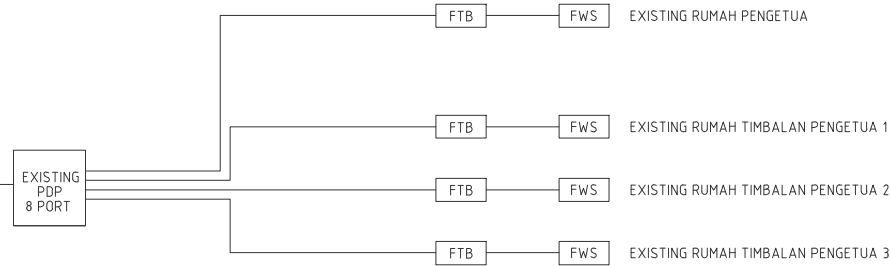 FTB FWS EXISTING RUMAH PENGETUA
FTB FWS EXISTING RUMAH TIMBALAN PENGETUA 1
EXISTING
PDP
8 PORT
FTB FWS EXISTING RUMAH TIMBALAN PENGETUA 2
FTB FWS EXISTING RUMAH TIMBALAN PENGETUA 3